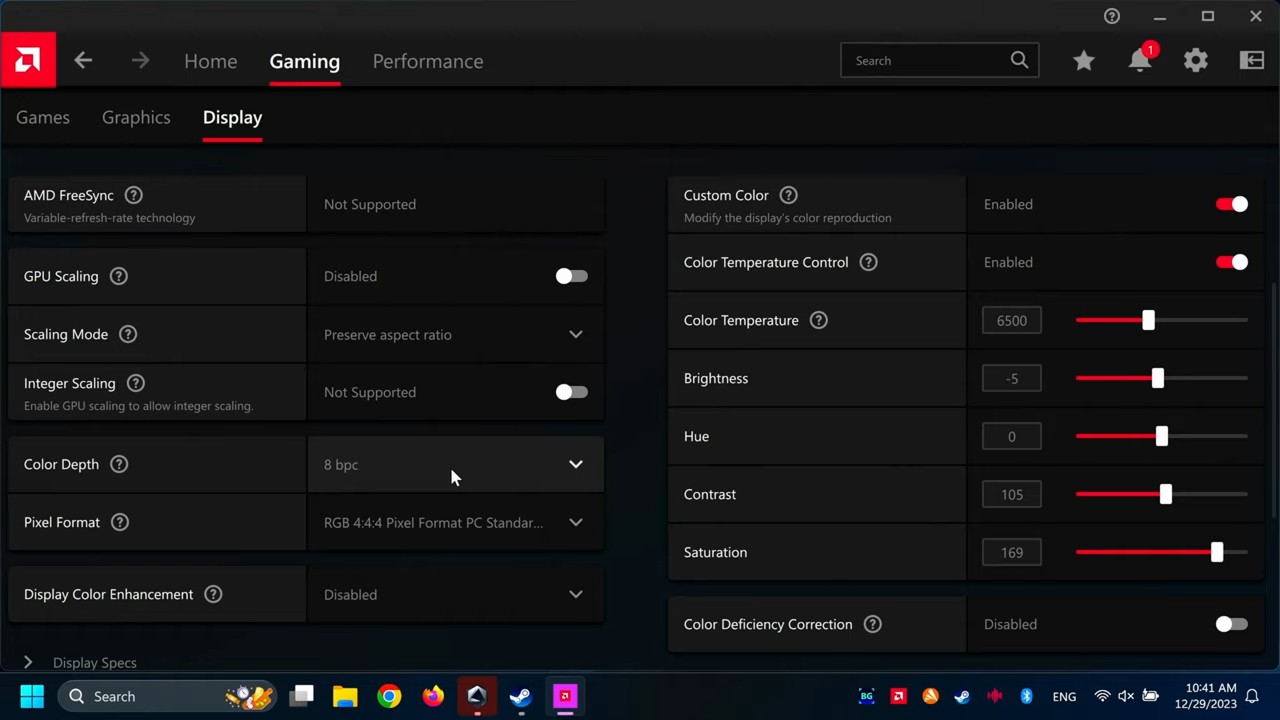 Home
Gaming
Performance
Search
1
Games
Graphics
Display
AMD FreeSync
Variable-refresh-rate technology
Not Supported
GPU Scaling
Disabled
Scaling Mode
Preserve aspect ratio
Integer Scaling
Enable GPU scaling to allow integer scaling.
Not Supported
Color Depth
8 bpc
Pixel Format
RGB 4:4:4 Pixel Format PC Standar...
Display Color Enhancement
Disabled
Display Specs
Custom Color
Modify the display's color reproduction
Enabled
Color Temperature Control
Enabled
Color Temperature
6500
Brightness
-5
Hue
0
Contrast
105
Saturation
169
Color Deficiency Correction
Disabled
Search
BG
ENG
10:41 AM
12/29/2023